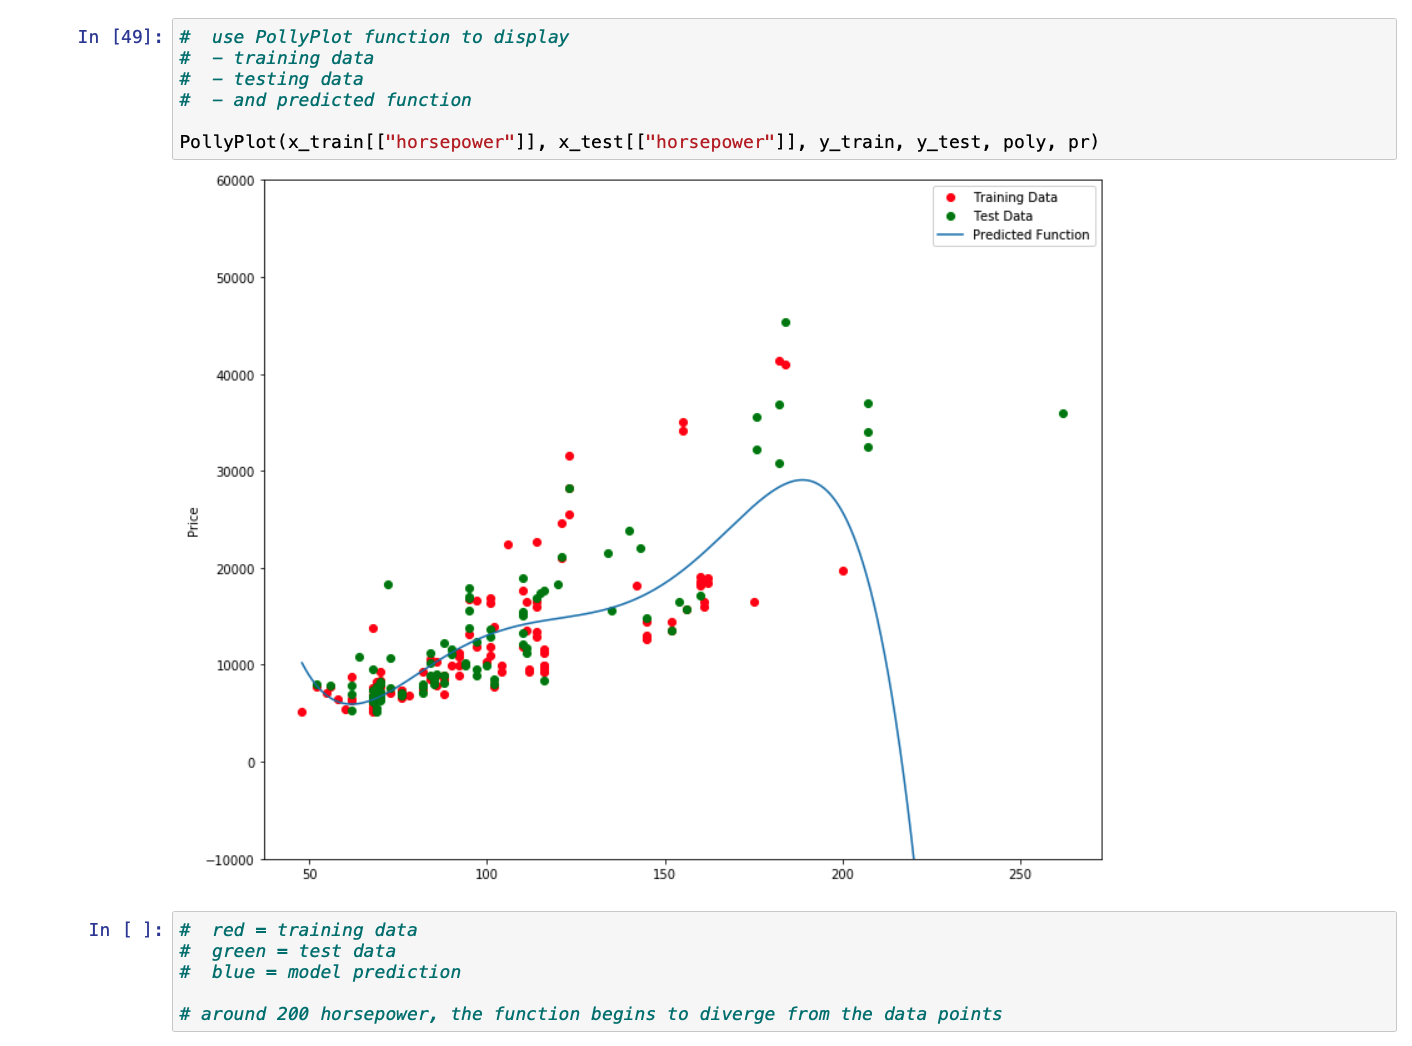 In [49]:
#  use PollyPlot function to display
#  – training data
#  – testing data
#  – and predicted function
PollyPlot(x_train[["horsepower"]], x_test[["horsepower"]], y_train, y_test, poly, pr)
60000
50000
40000
30000
20000
10000
0
−10000
Price
Training Data
Test Data
Predicted Function
50 100 150 200 250
In [ ]:
#  red = training data
#  green = test data
#  blue = model prediction
# around 200 horsepower, the function begins to diverge from the data points